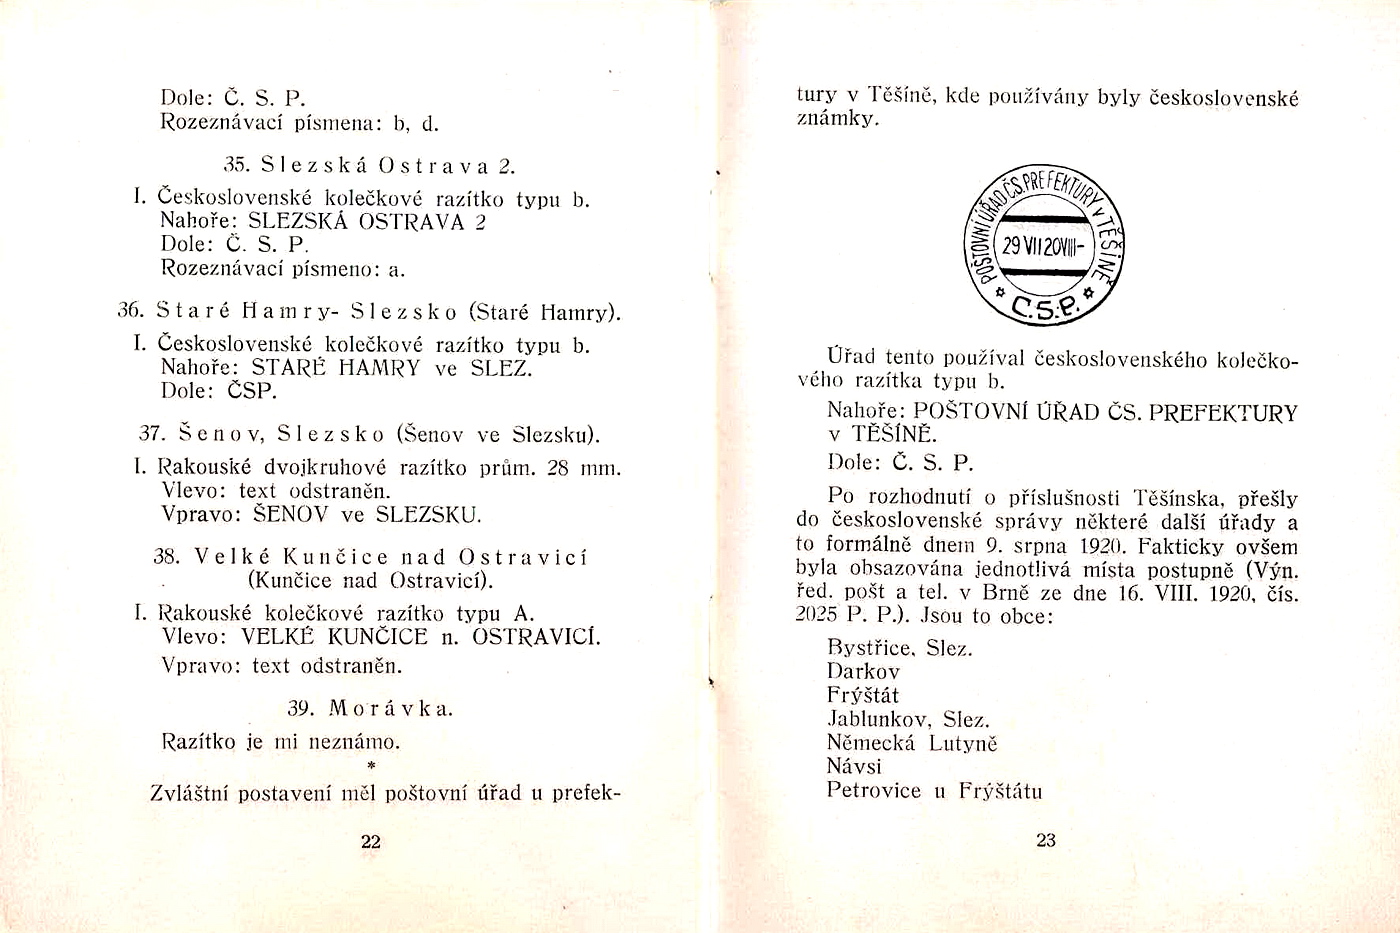 Dole: Č. S. P.
Rozeznávací písmena: b, d.
35. Slezská Ostrava 2.
I. Československé kolečkové razítko typu b.
Nahoře: SLEZSKÁ OSTRAVA 2
Dole: Č. S. P.
Rozeznávací písmeno: a.
36. Staré Hamry- Slezsko (Staré Hamry).
I. Československé kolečkové razítko typu b.
Nahoře: STARÉ HAMRY ve SLEZ.
Dole: ČSP.
37. Šenov, Slezsko (Šenov ve Slezsku).
I. Rakouské dvojkruhové razítko prům. 28 mm.
Vlevo: text odstraněn.
Vpravo: ŠENOV ve SLEZSKU.
38. Velké Kunčice nad Ostravicí
(Kunčice nad Ostravicí).
I. Rakouské kolečkové razítko typu A.
Vlevo: VELKÉ KUNČICE n. OSTRAVICÍ.
Vpravo: text odstraněn.
39. Morávka.
Razítko je mi neznámo.
*
Zvláštní postavení měl poštovní úřad u prefek-
22
tury v Těšíně, kde používány byly československé
známky.
POŠTOVNÍ ÚŘAD ČS. PREFEKTURY v TĚŠÍNĚ
29 VII 20 VIII-
* Č.S.P. *
Úřad tento používal československého kolečko-
vého razítka typu b.
Nahoře: POŠTOVNÍ ÚŘAD ČS. PREFEKTURY
v TĚŠÍNĚ.
Dole: Č. S. P.
Po rozhodnutí o příslušnosti Těšínska, přešly
do československé správy některé další úřady a
to formálně dnem 9. srpna 1920. Fakticky ovšem
byla obsazována jednotlivá místa postupně (Výn.
řed. pošt a tel. v Brně ze dne 16. VIII. 1920, čís.
2025 P. P.). Jsou to obce:
Bystřice, Slez.
Darkov
Frýštát
Jablunkov, Slez.
Německá Lutyně
Návsi
Petrovice u Frýštátu
23